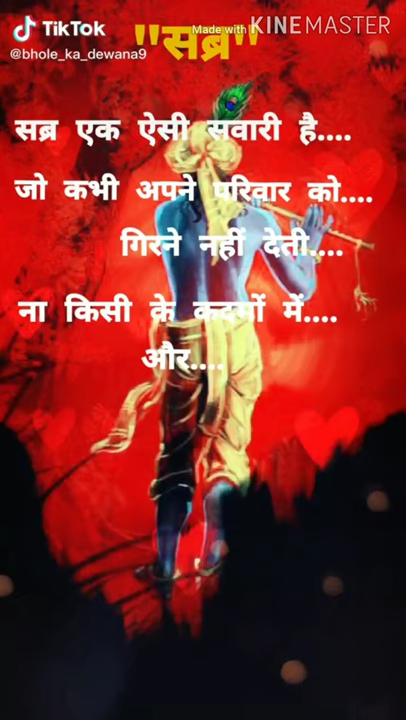 TikTok
@bhole_ka_dewana9
Made with KINEMASTER
"सब्र"
सब्र एक ऐसी सवारी है....
जो कभी अपने परिवार को....
गिरने नहीं देती....
ना किसी के कदमों में....
और....